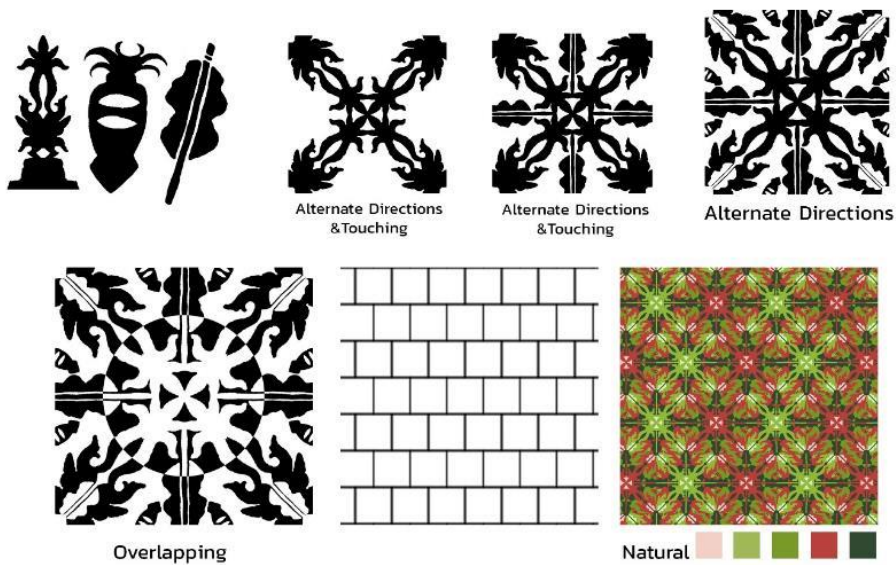 Alternate Directions
&Touching
Alternate Directions
&Touching
Alternate Directions
Overlapping
Natural